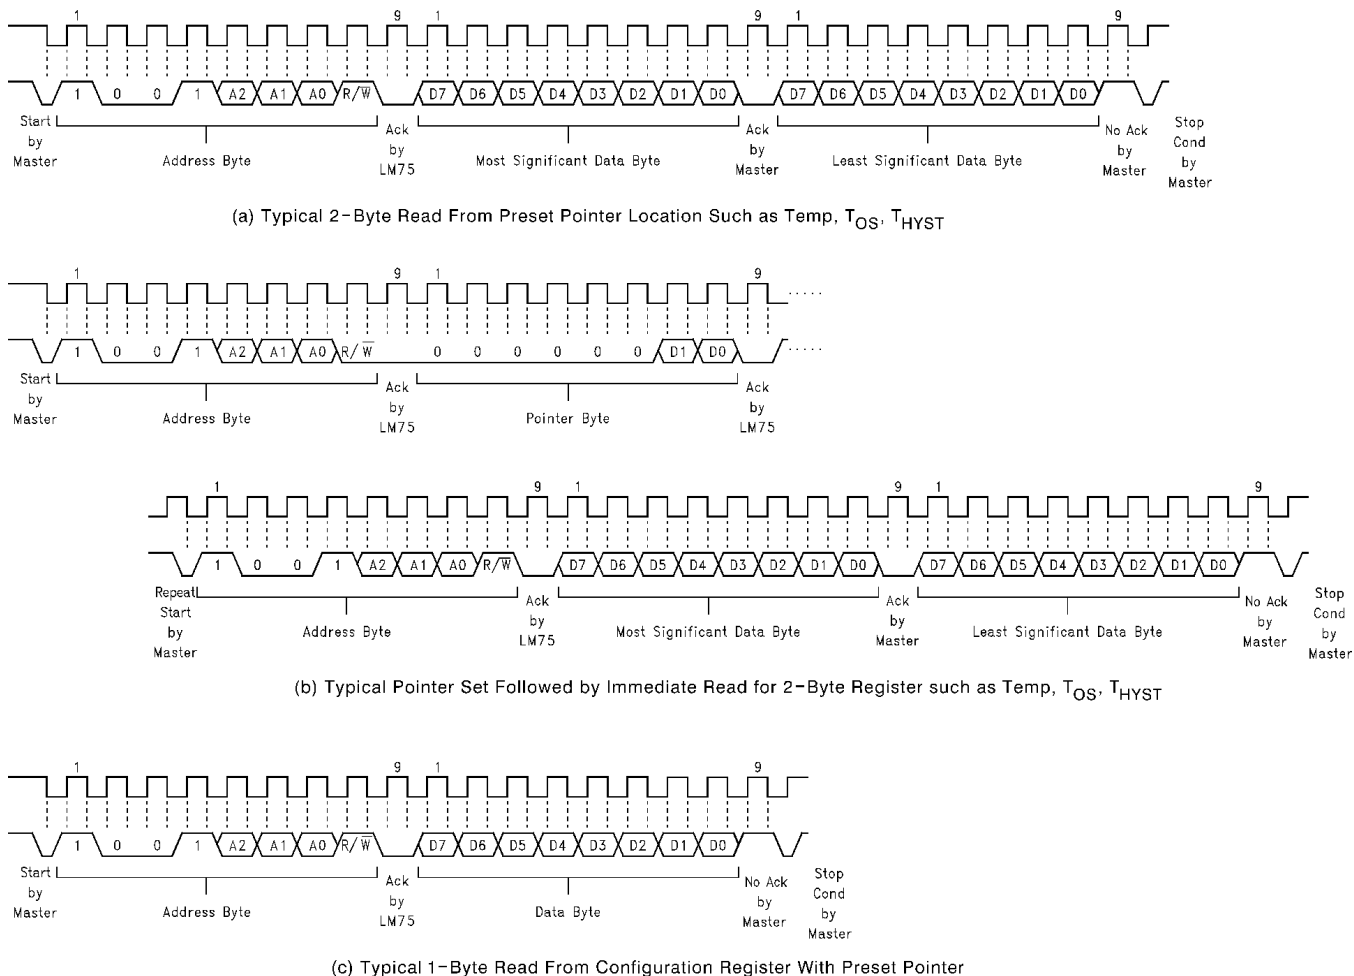 1 9 1 9 1 9
1 0 0 1 A2 A1 A0 R/W̅ D7 D6 D5 D4 D3 D2 D1 D0 D7 D6 D5 D4 D3 D2 D1 D0
Start by Master
Address Byte
Ack by LM75
Most Significant Data Byte
Ack by Master
Least Significant Data Byte
No Ack by Master
Stop Cond by Master
(a) Typical 2-Byte Read From Preset Pointer Location Such as Temp, TOS, THYST
1 9 1 9
1 0 0 1 A2 A1 A0 R/W̅ 0 0 0 0 0 0 D1 D0
Start by Master
Address Byte
Ack by LM75
Pointer Byte
Ack by LM75
1 9 1 9 1 9
1 0 0 1 A2 A1 A0 R/W̅ D7 D6 D5 D4 D3 D2 D1 D0 D7 D6 D5 D4 D3 D2 D1 D0
Repeat Start by Master
Address Byte
Ack by LM75
Most Significant Data Byte
Ack by Master
Least Significant Data Byte
No Ack by Master
Stop Cond by Master
(b) Typical Pointer Set Followed by Immediate Read for 2-Byte Register such as Temp, TOS, THYST
1 9 1 9
1 0 0 1 A2 A1 A0 R/W̅ D7 D6 D5 D4 D3 D2 D1 D0
Start by Master
Address Byte
Ack by LM75
Data Byte
No Ack by Master
Stop Cond by Master
(c) Typical 1-Byte Read From Configuration Register With Preset Pointer